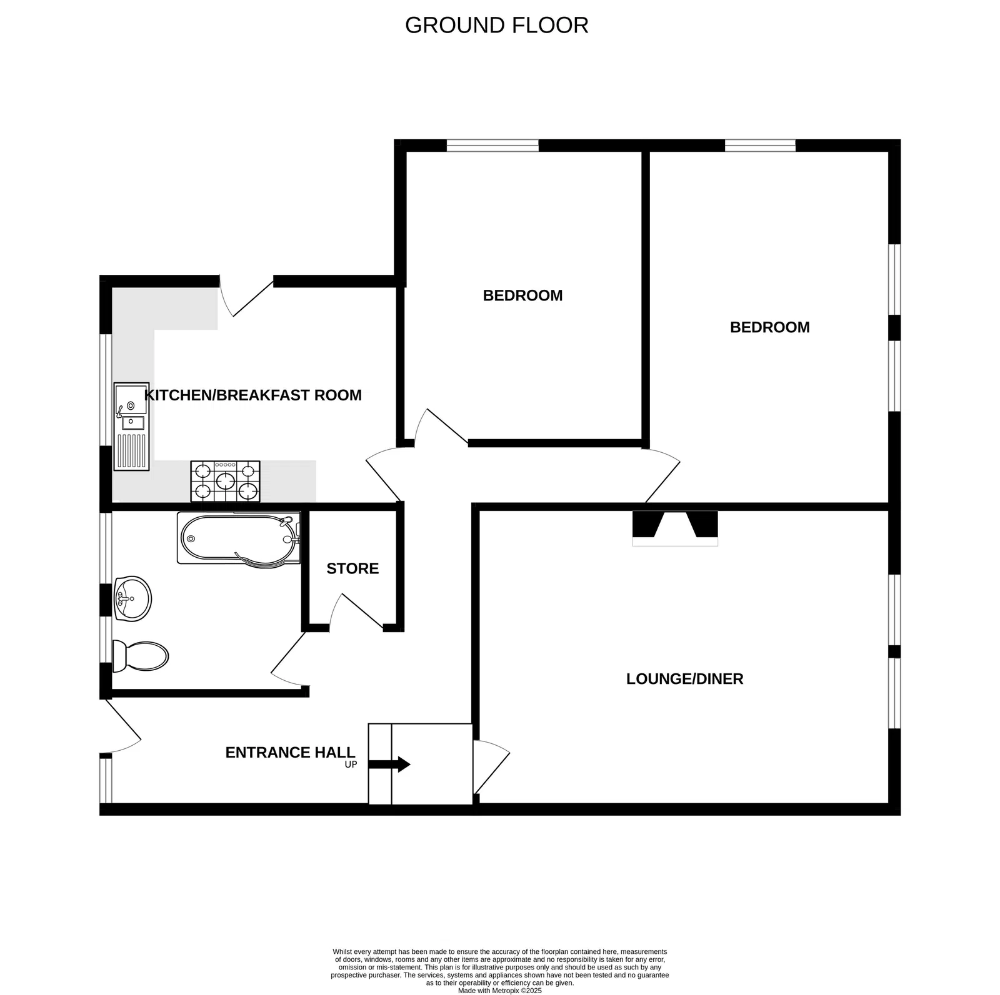 GROUND FLOOR
BEDROOM
BEDROOM
KITCHEN/BREAKFAST ROOM
STORE
LOUNGE/DINER
ENTRANCE HALL
UP
Whilst every attempt has been made to ensure the accuracy of the floorplan contained here, measurements
of doors, windows, rooms and any other items are approximate and no responsibility is taken for any error,
omission or mis-statement. This plan is for illustrative purposes only and should be used as such by any
prospective purchaser. The services, systems and appliances shown have not been tested and no guarantee
as to their operability or efficiency can be given.
Made with Metropix ©2025